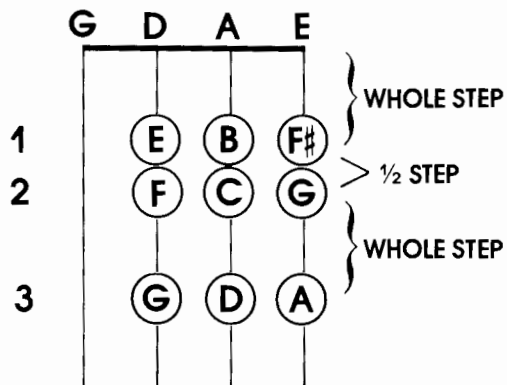 G D A E
WHOLE STEP
1 E B F#
½ STEP
2 F C G
WHOLE STEP
3 G D A